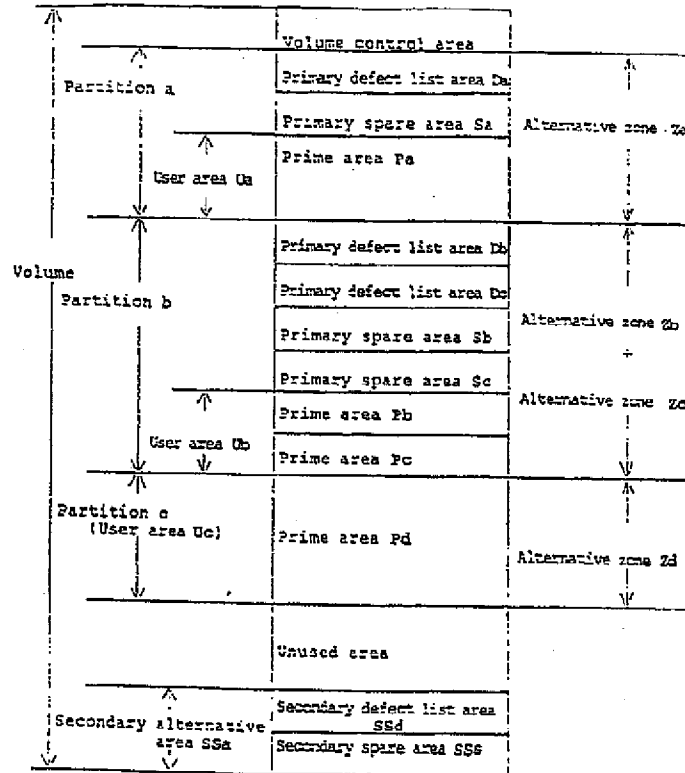 Volume control area
Primary defect list area Da
Partition a
Primary spare area Sa
Alternative zone Za
Prime area Pa
User area Ua
Primary defect list area Db
Volume
Primary defect list area Dc
Partition b
Alternative zone Zb
Primary spare area Sb
+
Primary spare area Sc
Alternative zone Zc
Prime area Pb
User area Ub
Prime area Pc
Partition c
(User area Uc)
Prime area Pd
Alternative zone Zd
Unused area
Secondary defect list area
SSd
Secondary alternative
area SSa
Secondary spare area SSs